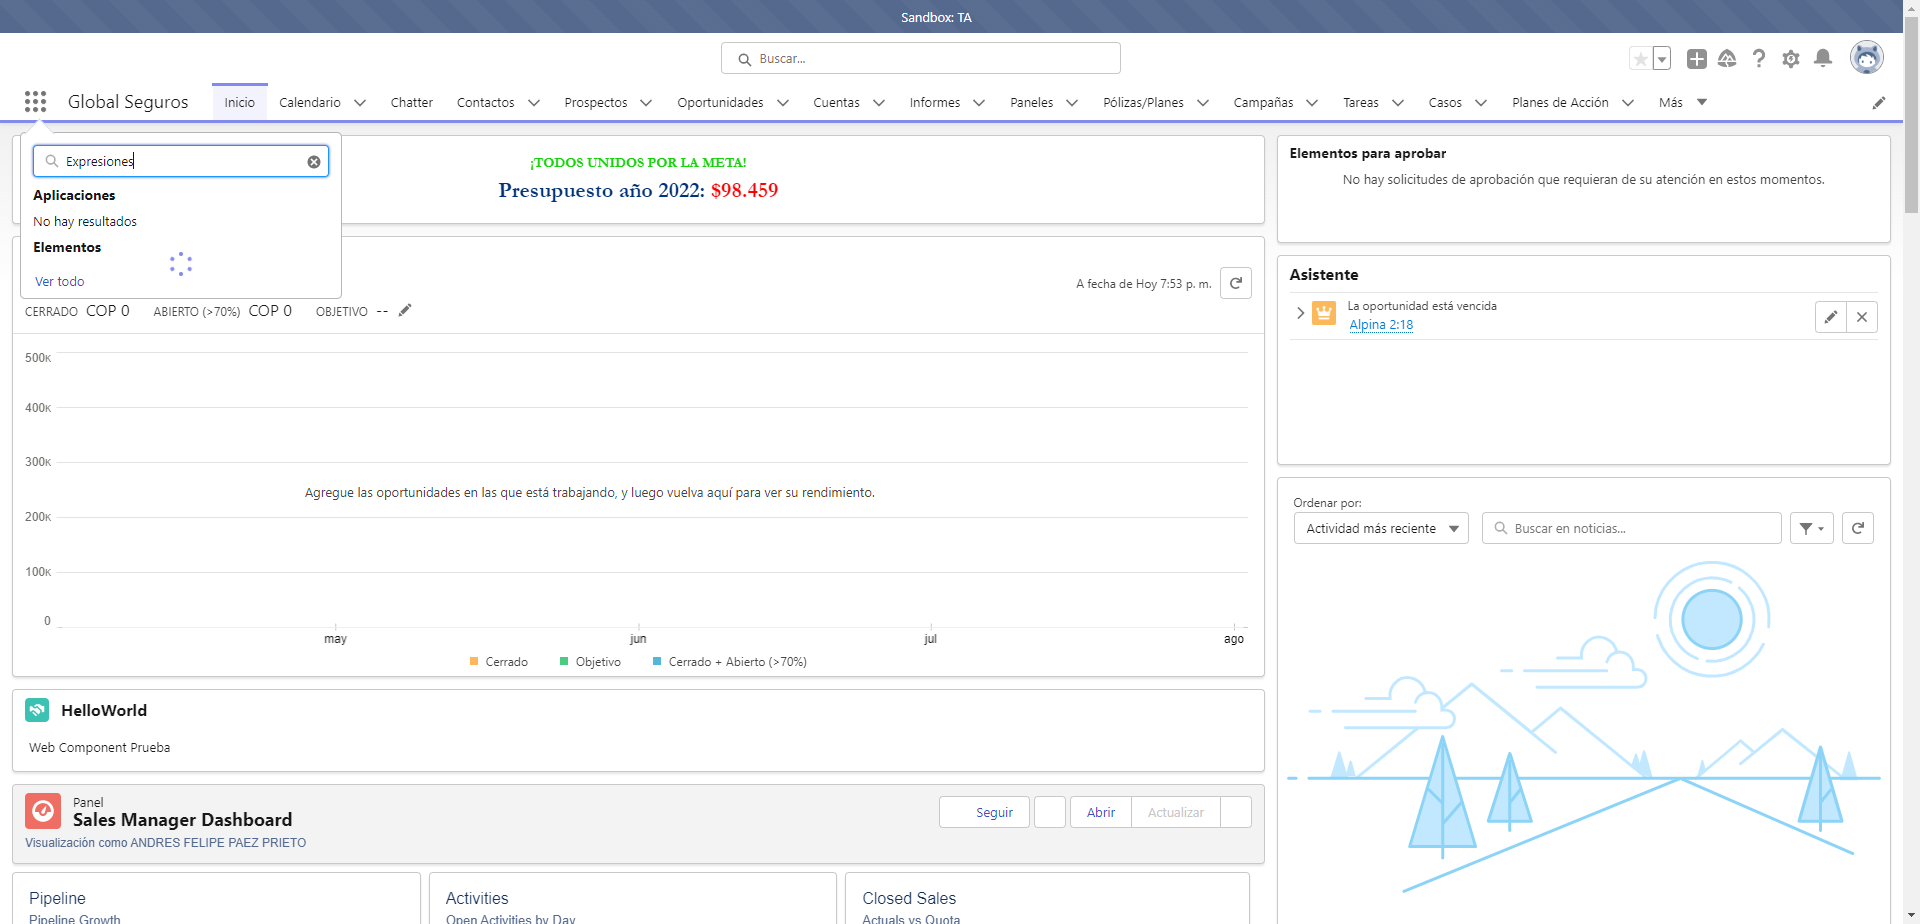 Sandbox: TA
Buscar...
Global Seguros
Inicio
Calendario
Chatter
Contactos
Prospectos
Oportunidades
Cuentas
Informes
Paneles
Pólizas/Planes
Campañas
Tareas
Casos
Planes de Acción
Más
Expresiones
Aplicaciones
No hay resultados
Elementos
Ver todo
¡TODOS UNIDOS POR LA META!
Presupuesto año 2022: $98.459
A fecha de Hoy 7:53 p. m.
CERRADO COP 0 ABIERTO (>70%) COP 0 OBJETIVO --
500K
400K
300K
200K
100K
0
Agregue las oportunidades en las que está trabajando, y luego vuelva aquí para ver su rendimiento.
may jun jul ago
Cerrado Objetivo Cerrado + Abierto (>70%)
HelloWorld
Web Component Prueba
Panel
Sales Manager Dashboard
Visualización como ANDRES FELIPE PAEZ PRIETO
Seguir
Abrir
Actualizar
Pipeline
Pipeline Growth
Activities
Open Activities by Day
Closed Sales
Actuals vs Quota
Elementos para aprobar
No hay solicitudes de aprobación que requieran de su atención en estos momentos.
Asistente
La oportunidad está vencida
Alpina 2:18
Ordenar por:
Actividad más reciente
Buscar en noticias...